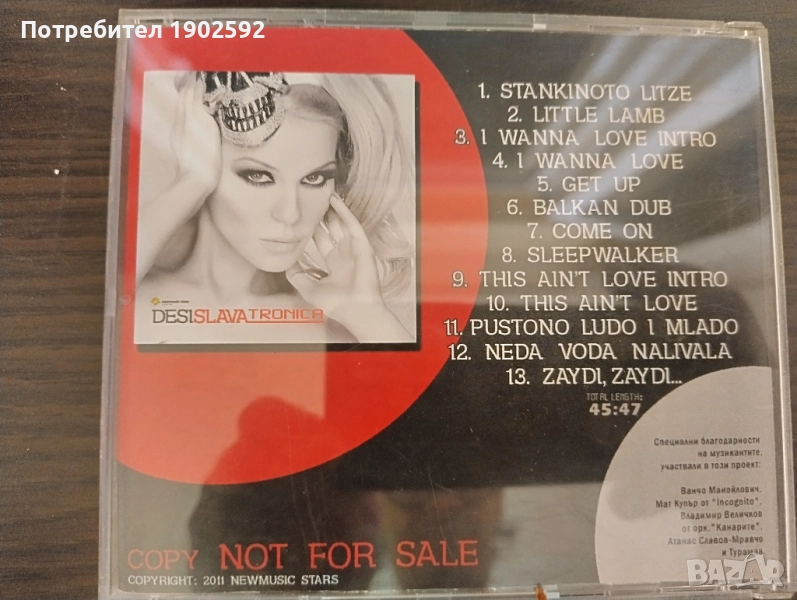 Потребител 1902592
1. STANKINOTO LITZE
2. LITTLE LAMB
3. I WANNA LOVE INTRO
4. I WANNA LOVE
5. GET UP
6. BALKAN DUB
7. COME ON
8. SLEEPWALKER
9. THIS AIN'T LOVE INTRO
10. THIS AIN'T LOVE
11. PUSTONO LUDO I MLADO
12. NEDA VODA NALIVALA
13. ZAYDI, ZAYDI...
TOTAL LENGTH:
45:47
DESISLAVATRONICA
Специални благодарности
на музикантите,
участвали в този проект:
Ванчо Манойлович,
Мат Купър от "Incognito",
Владимир Величков
от орк. "Канарите",
Атанас Славов-Мравчо
и Турамза.
COPY NOT FOR SALE
COPYRIGHT: 2011 NEWMUSIC STARS
BAZAR